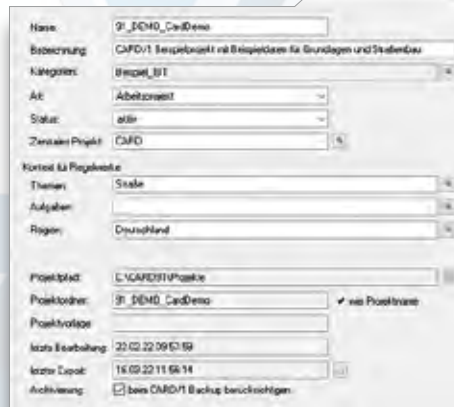 Name: 91_DEMO_CardDemo
Bezeichnung: CARD/1 Beispielprojekt mit Beispieldaten für Grundlagen und Straßenbau
Kategorien: Beispiel_BIT
Art: Arbeitsprojekt
Status: aktiv
Zentrales Projekt: CARD
Kontext für Regelwerke
Themen: Straße
Aufgaben:
Region: Deutschland
Projektpfad: C:\CARD91\Projekte
Projektordner: 91_DEMO_CardDemo ✔ wie Projektname
Projektvorlage
letzte Bearbeitung: 22.02.22 09:57:59
letzter Export: 16.09.22 11:56:14
Archivierung: beim CARD/1 Backup berücksichtigen